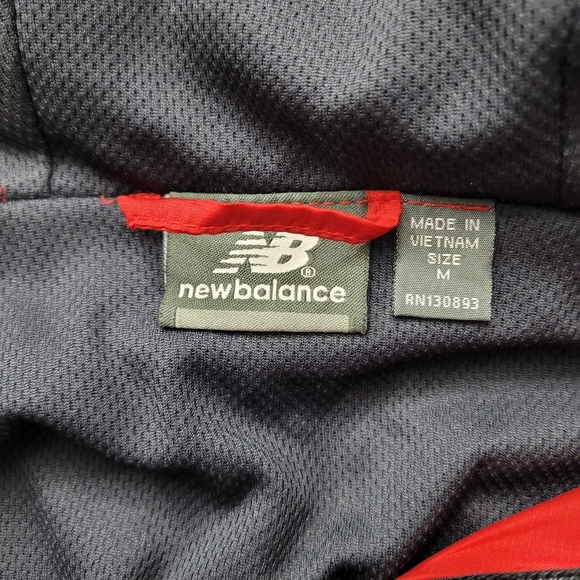 NB®
newbalance
MADE IN
VIETNAM
SIZE
M
RN130893